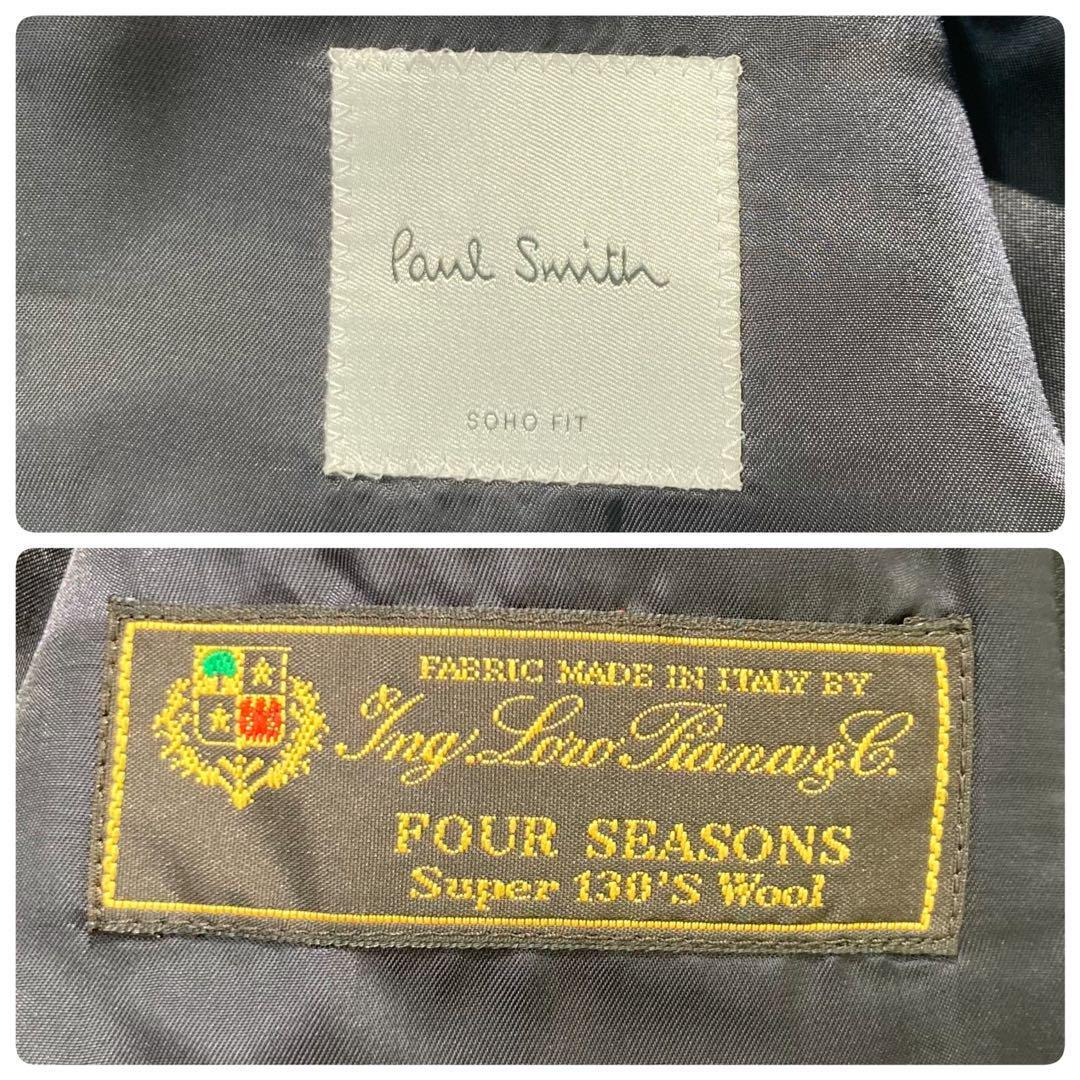 Paul Smith
SOHO FIT
FABRIC MADE IN ITALY BY
Ing. Loro Piana & C.
FOUR SEASONS
Super 130'S Wool